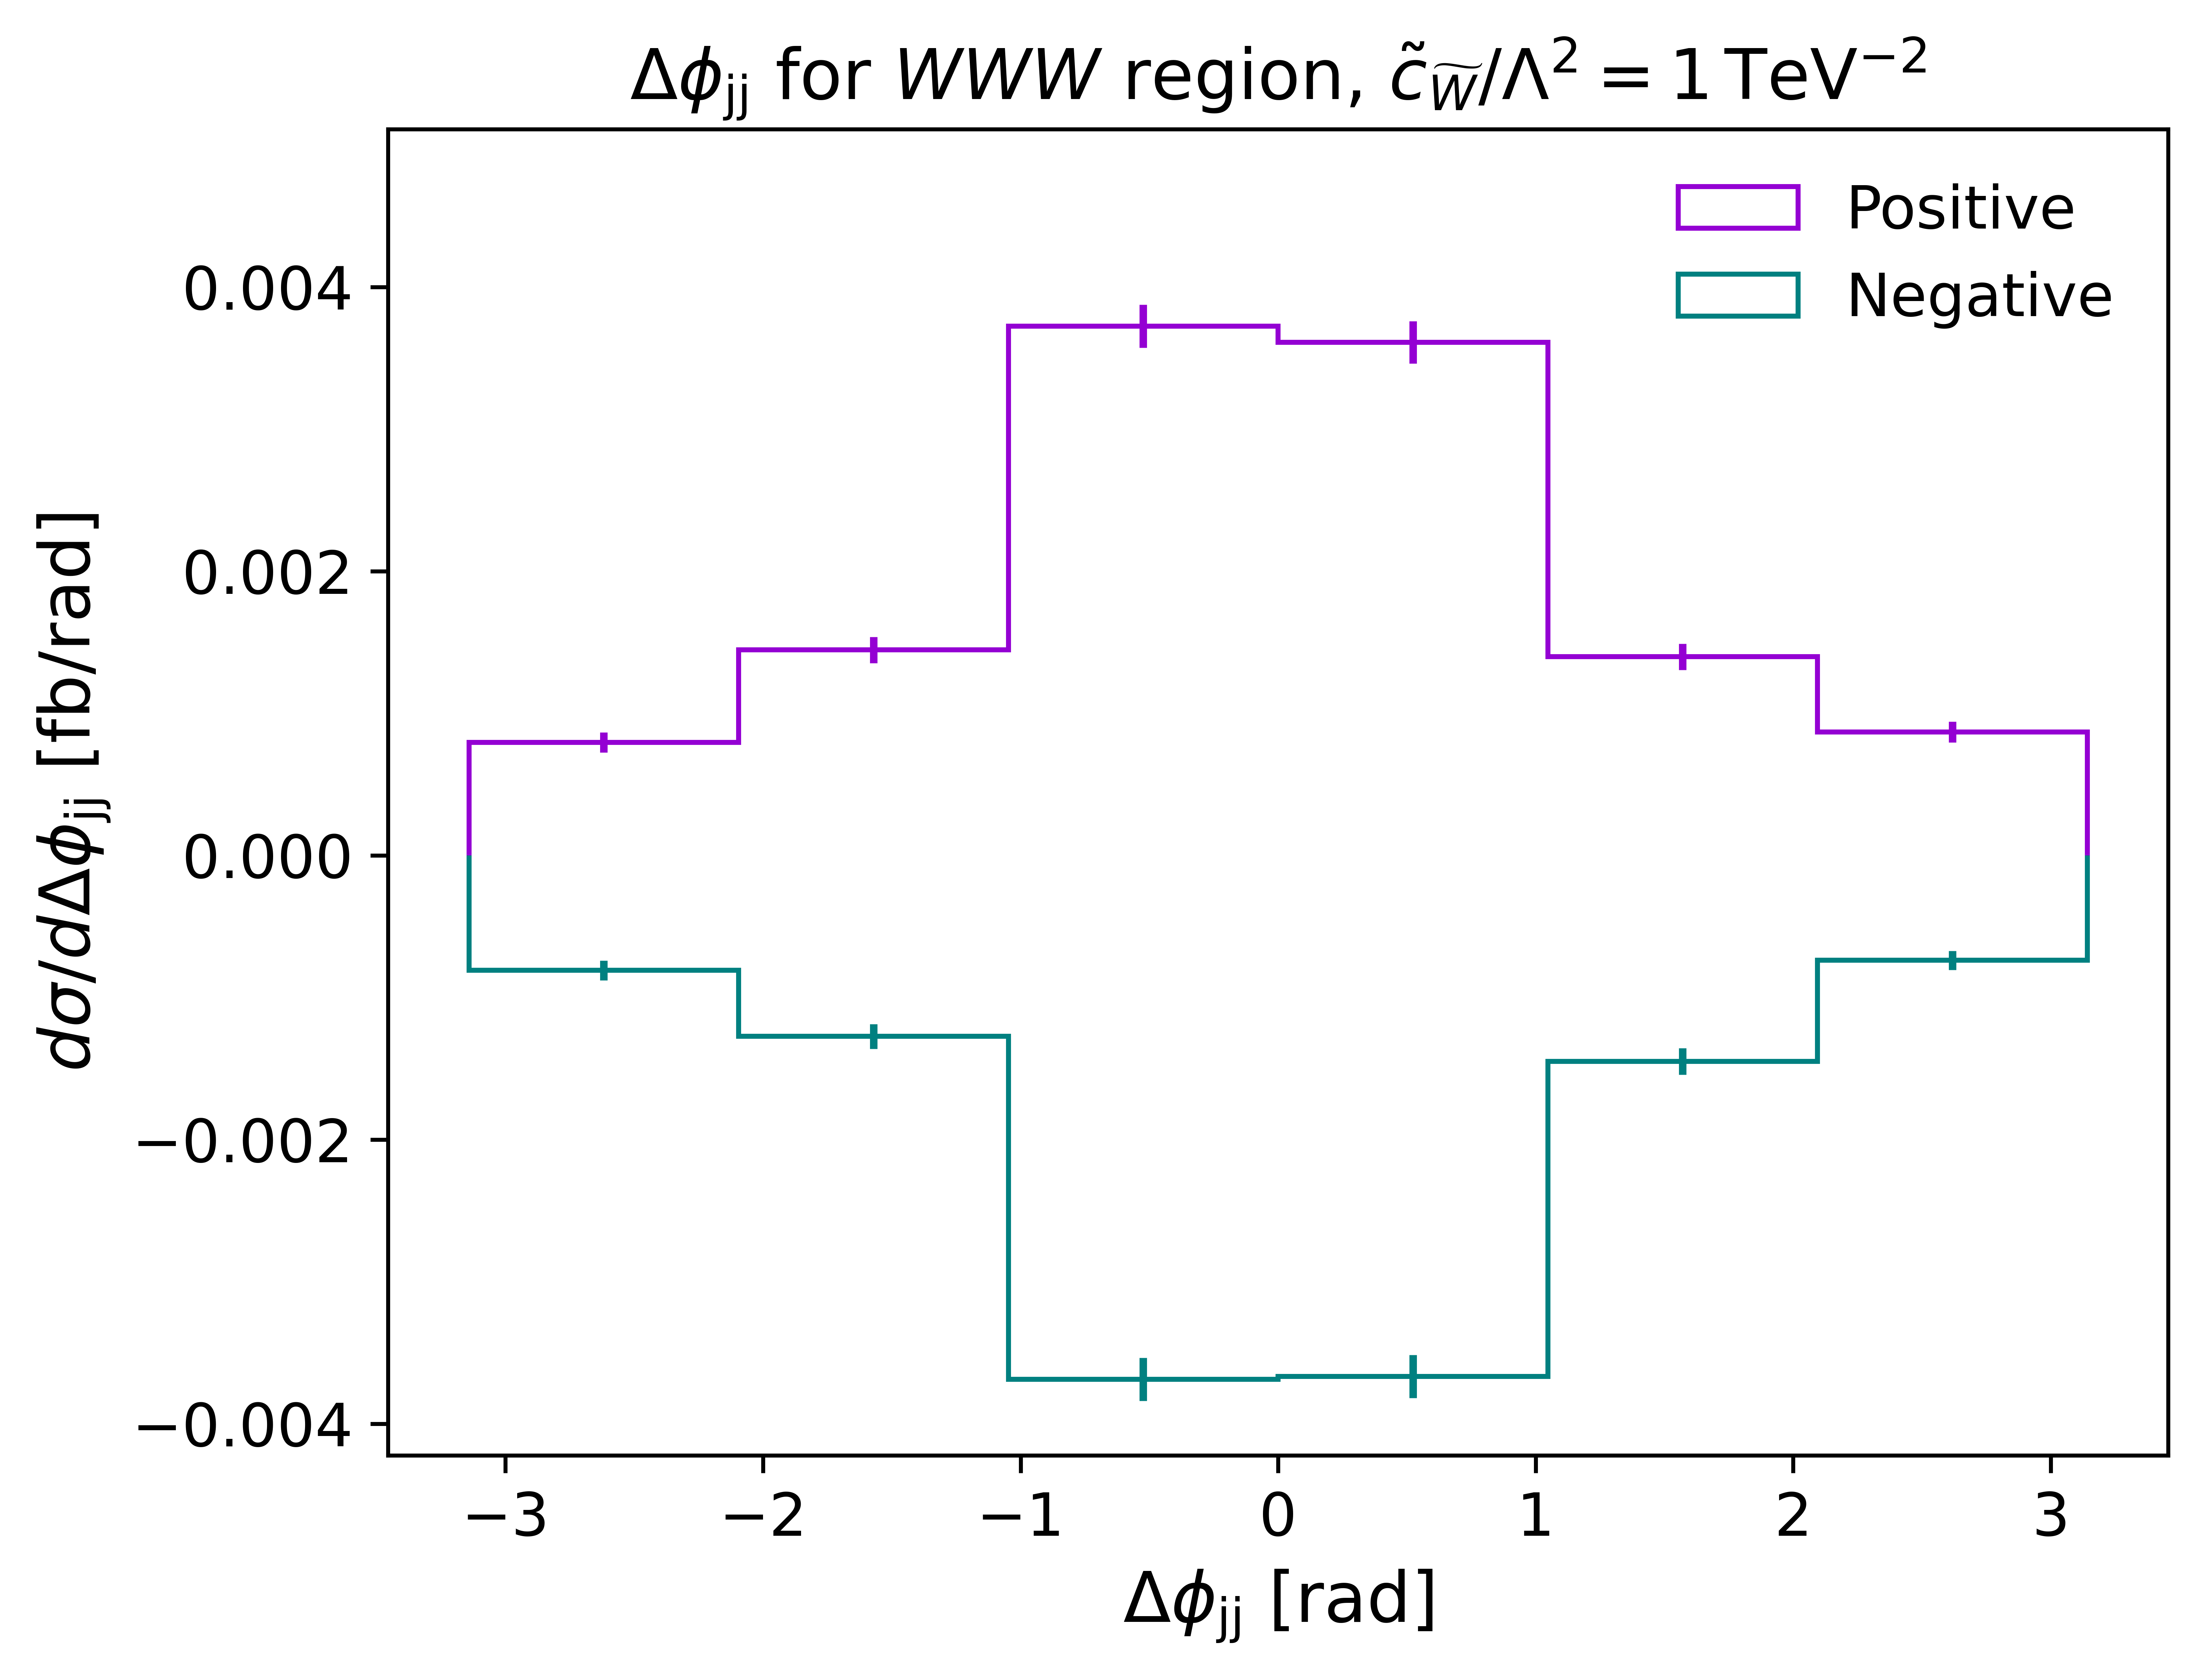 Δϕjj for WWW region, c̃W̃/Λ² = 1 TeV⁻²
Positive
Negative
dσ/dΔϕjj [fb/rad]
0.004
0.002
0.000
−0.002
−0.004
−3 −2 −1 0 1 2 3
Δϕjj [rad]